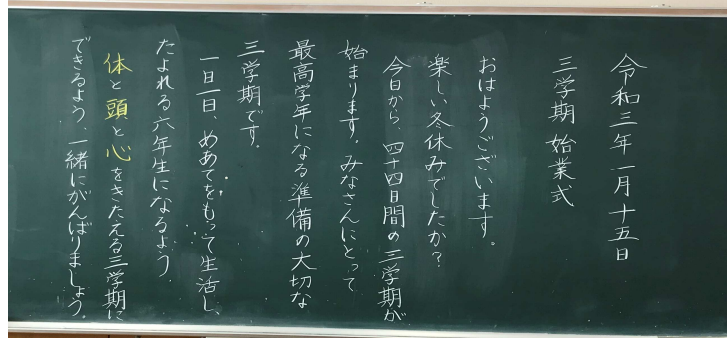 令和三年一月十五日
三学期始業式
おはようございます。
楽しい冬休みでしたか？
今日から、四十四日間の三学期が
始まります。みなさんにとって
最高学年になる準備の大切な
三学期です。
一日一日、めあてをもって生活し、
たよれる六年生になるよう
体と頭と心をきたえる三学期に
できるよう、一緒にがんばりましょう。